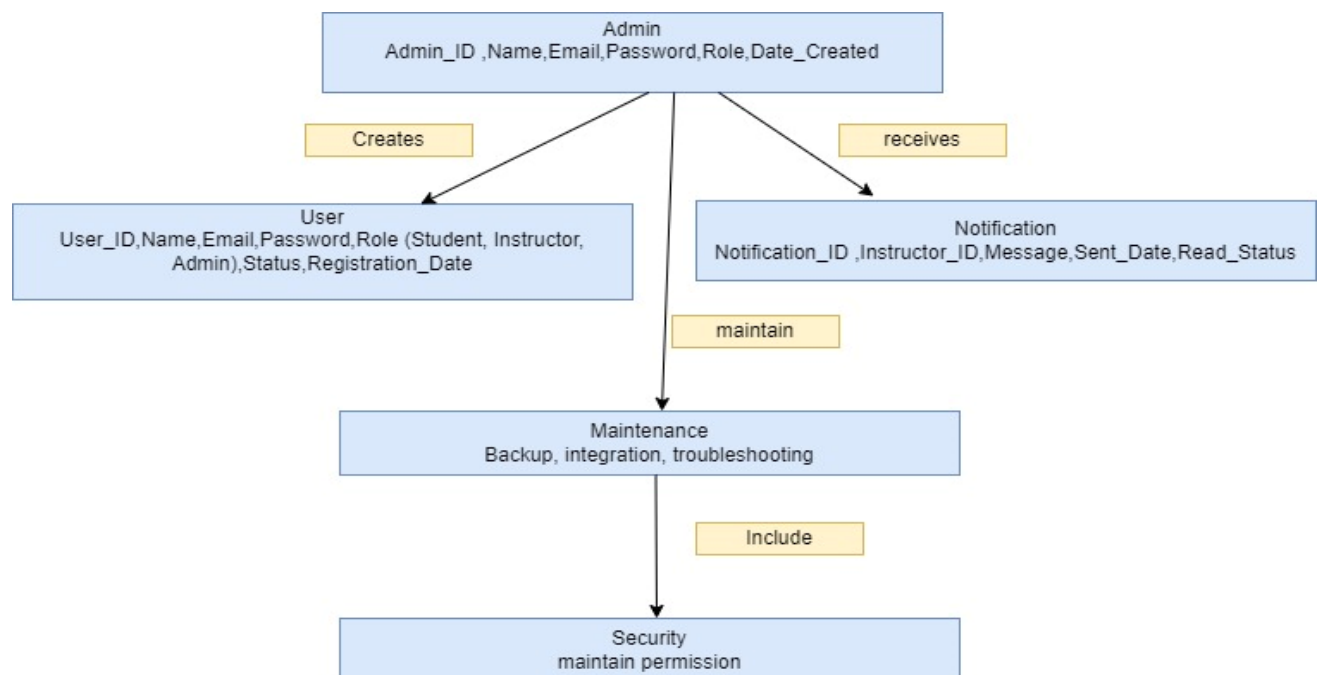 Admin
Admin_ID ,Name,Email,Password,Role,Date_Created
Creates
receives
User
User_ID,Name,Email,Password,Role (Student, Instructor,
Admin),Status,Registration_Date
Notification
Notification_ID ,Instructor_ID,Message,Sent_Date,Read_Status
maintain
Maintenance
Backup, integration, troubleshooting
Include
Security
maintain permission